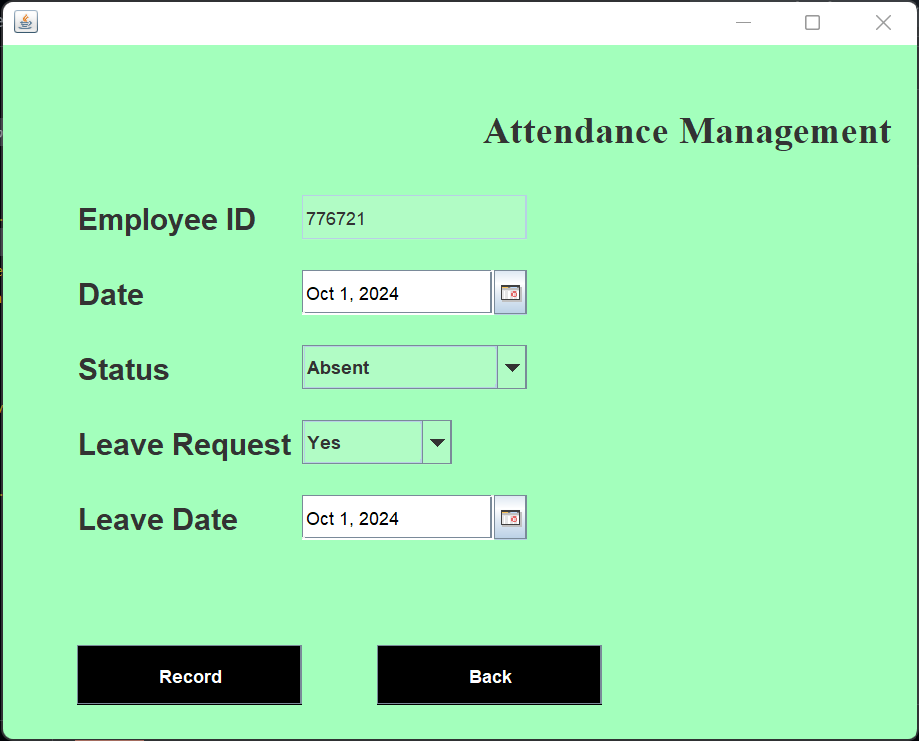 Attendance Management
Employee ID 776721
Date Oct 1, 2024
Status Absent
Leave Request Yes
Leave Date Oct 1, 2024
Record Back